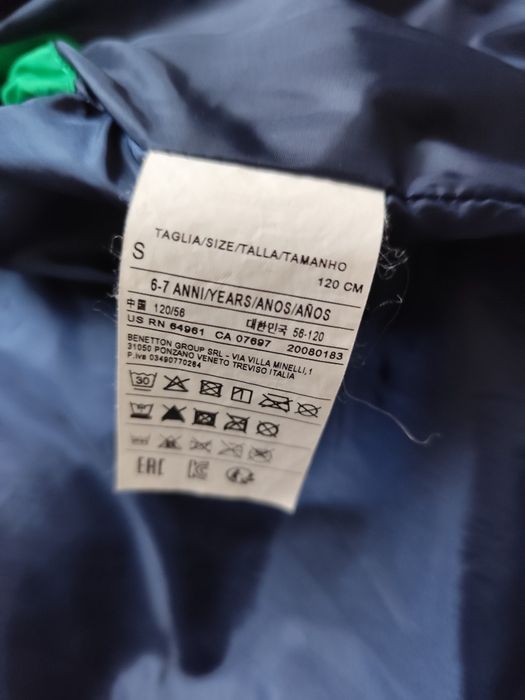 TAGLIA/SIZE/TALLA/TAMANHO
S 120 CM
6-7 ANNI/YEARS/ANOS/AÑOS
中国 120/56 대한민국 56-120
US RN 64961 CA 07697 20080183
BENETTON GROUP SRL - VIA VILLA MINELLI,1
31050 PONZANO VENETO TREVISO ITALIA
P.iva 03490770264
30
EAC